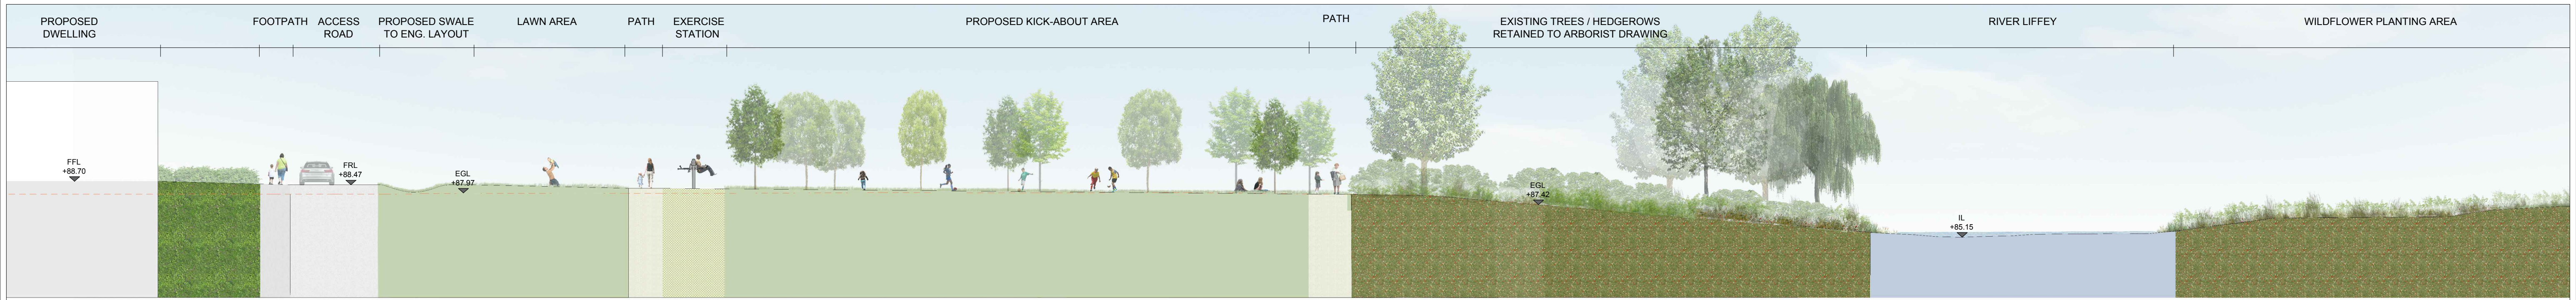 PROPOSED
DWELLING
FOOTPATH
ACCESS
ROAD
PROPOSED SWALE
TO ENG. LAYOUT
LAWN AREA
PATH
EXERCISE
STATION
PROPOSED KICK-ABOUT AREA
PATH
EXISTING TREES / HEDGEROWS
RETAINED TO ARBORIST DRAWING
RIVER LIFFEY
WILDFLOWER PLANTING AREA
FFL
+88.70
FRL
+88.47
EGL
+87.97
EGL
+87.42
IL
+85.15